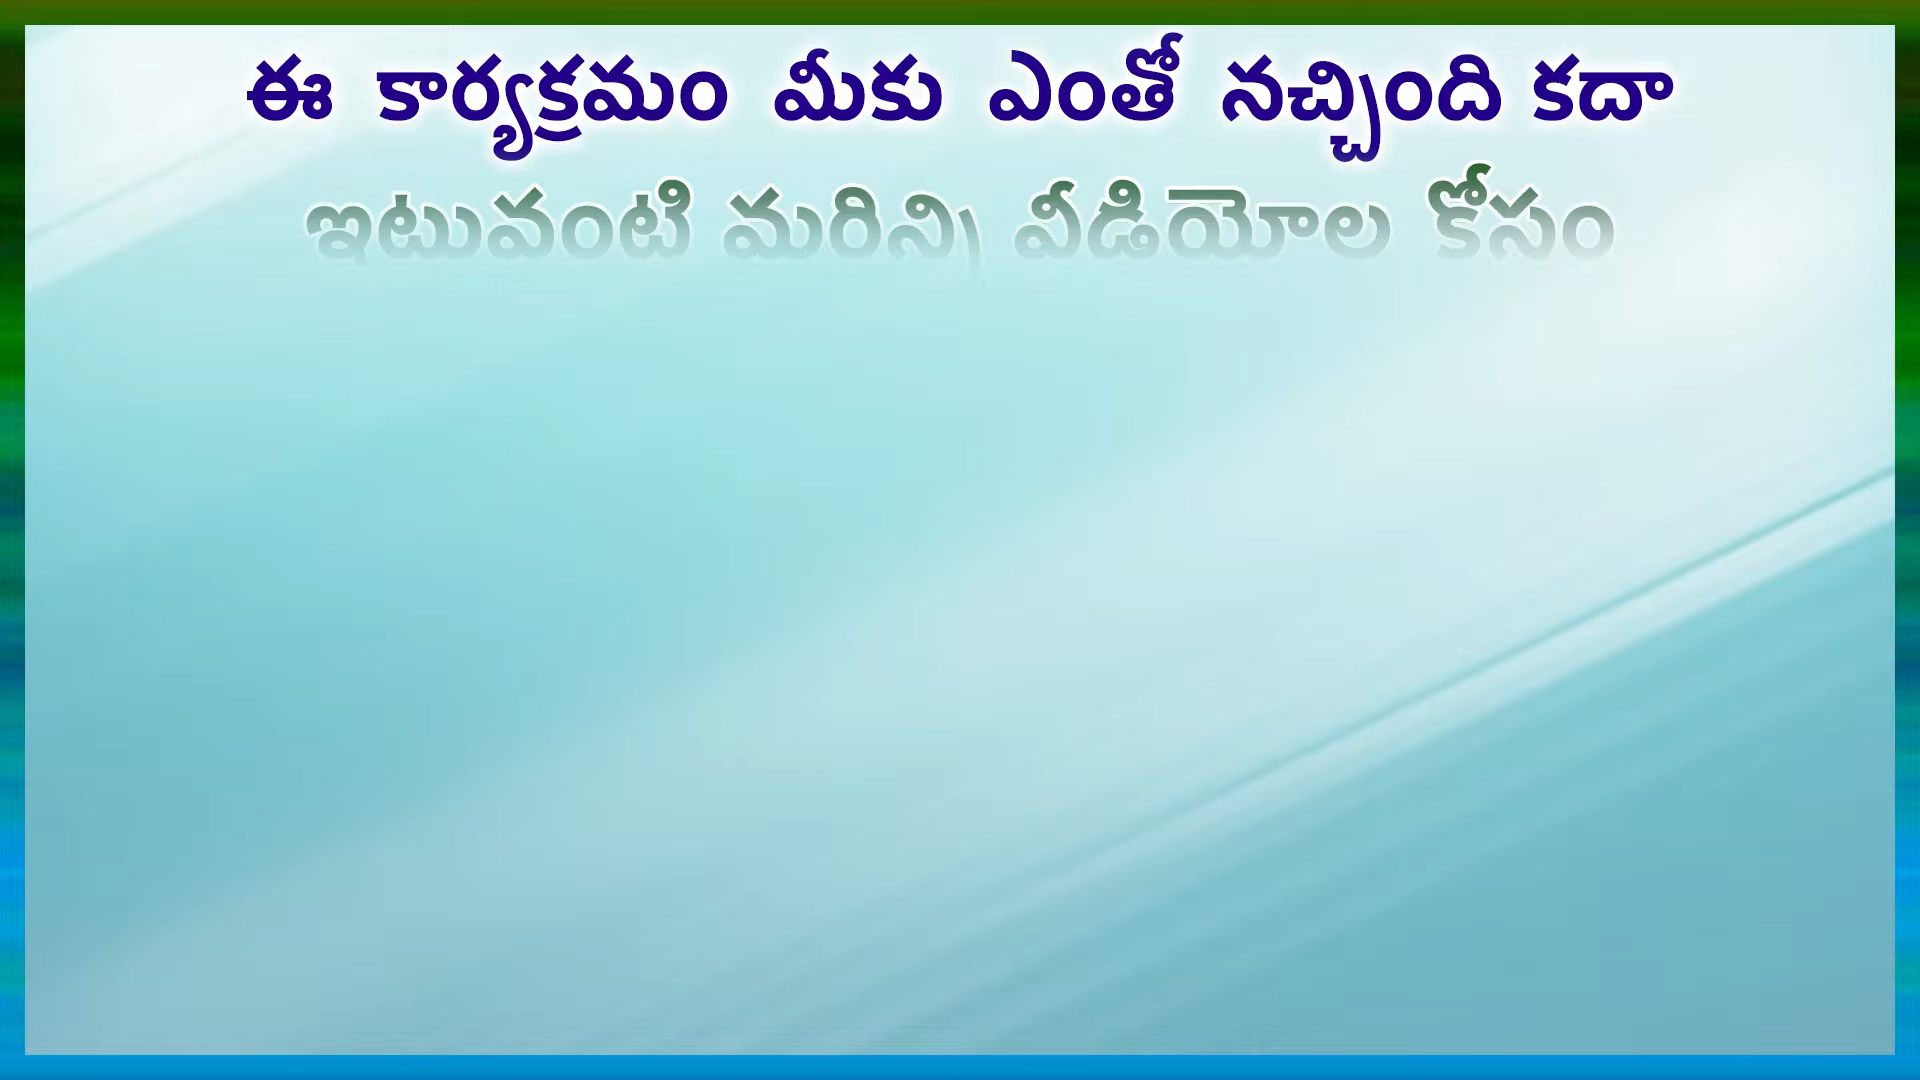 ఈ కార్యక్రమం మీకు ఎంతో నచ్చింది కదా
ఇటువంటి మరిన్ని వీడియోల కోసం